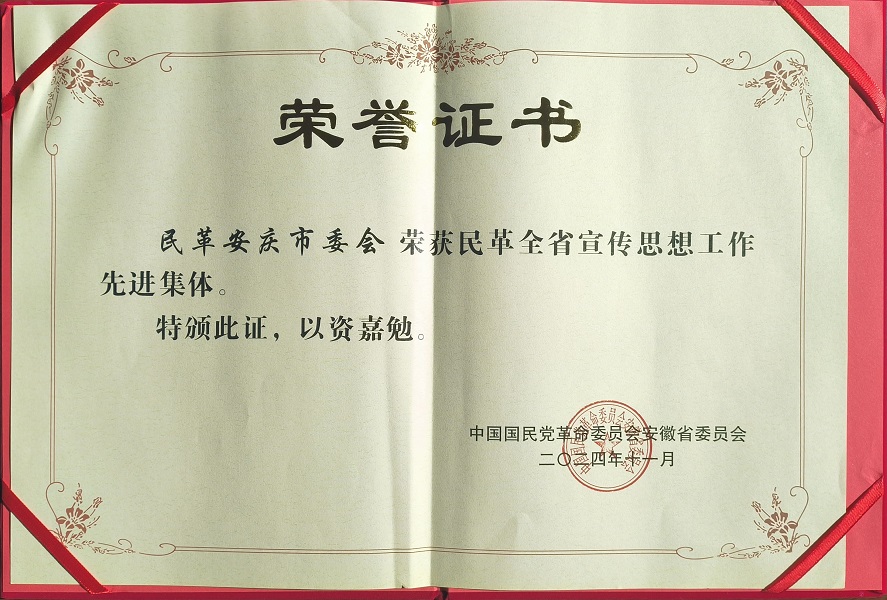 荣誉证书
民革安庆市委会 荣获民革全省宣传思想工作
先进集体。
特颁此证，以资嘉勉。
中国国民党革命委员会安徽省委员会
二〇二四年十一月